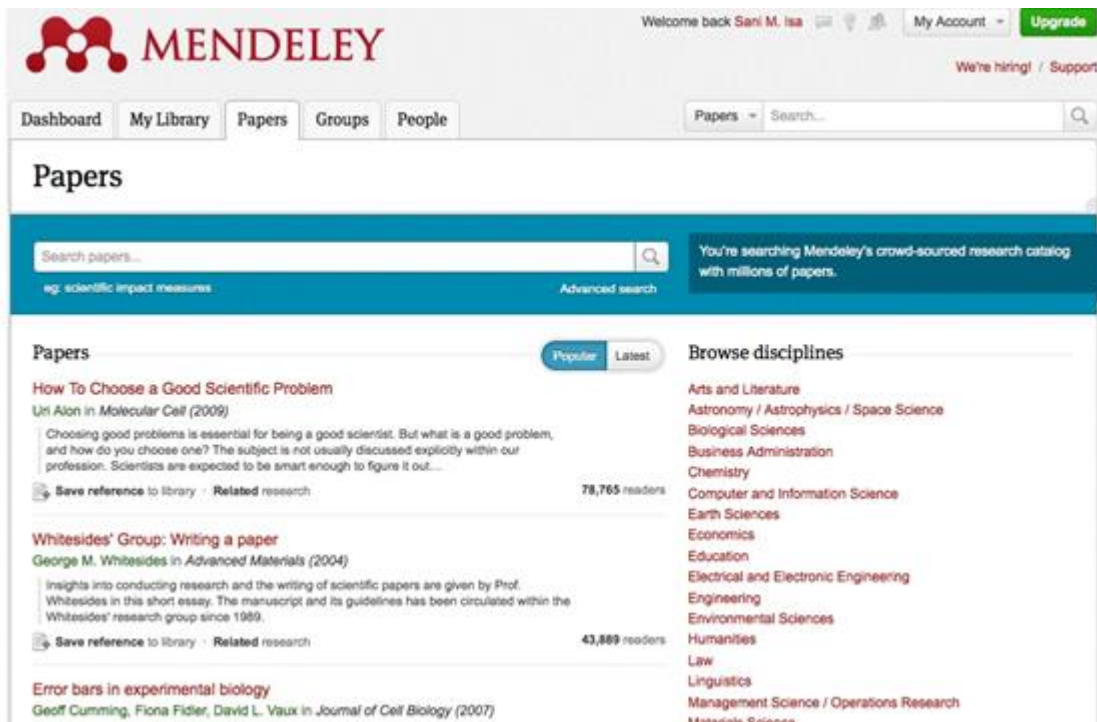 MENDELEY
Welcome back Sani M. Isa
My Account
Upgrade
We're hiring! / Support
Dashboard
My Library
Papers
Groups
People
Papers
Search...
Papers
Search papers...
eg: scientific impact measures
Advanced search
You're searching Mendeley's crowd-sourced research catalog
with millions of papers.
Papers
Popular
Latest
How To Choose a Good Scientific Problem
Uri Alon in Molecular Cell (2009)
Choosing good problems is essential for being a good scientist. But what is a good problem,
and how do you choose one? The subject is not usually discussed explicitly within our
profession. Scientists are expected to be smart enough to figure it out...
Save reference to library · Related research
78,765 readers
Whitesides' Group: Writing a paper
George M. Whitesides in Advanced Materials (2004)
Insights into conducting research and the writing of scientific papers are given by Prof.
Whitesides in this short essay. The manuscript and its guidelines has been circulated within the
Whitesides' research group since 1989.
Save reference to library · Related research
43,889 readers
Error bars in experimental biology
Geoff Cumming, Fiona Fidler, David L. Vaux in Journal of Cell Biology (2007)
Browse disciplines
Arts and Literature
Astronomy / Astrophysics / Space Science
Biological Sciences
Business Administration
Chemistry
Computer and Information Science
Earth Sciences
Economics
Education
Electrical and Electronic Engineering
Engineering
Environmental Sciences
Humanities
Law
Linguistics
Management Science / Operations Research
Materials Science